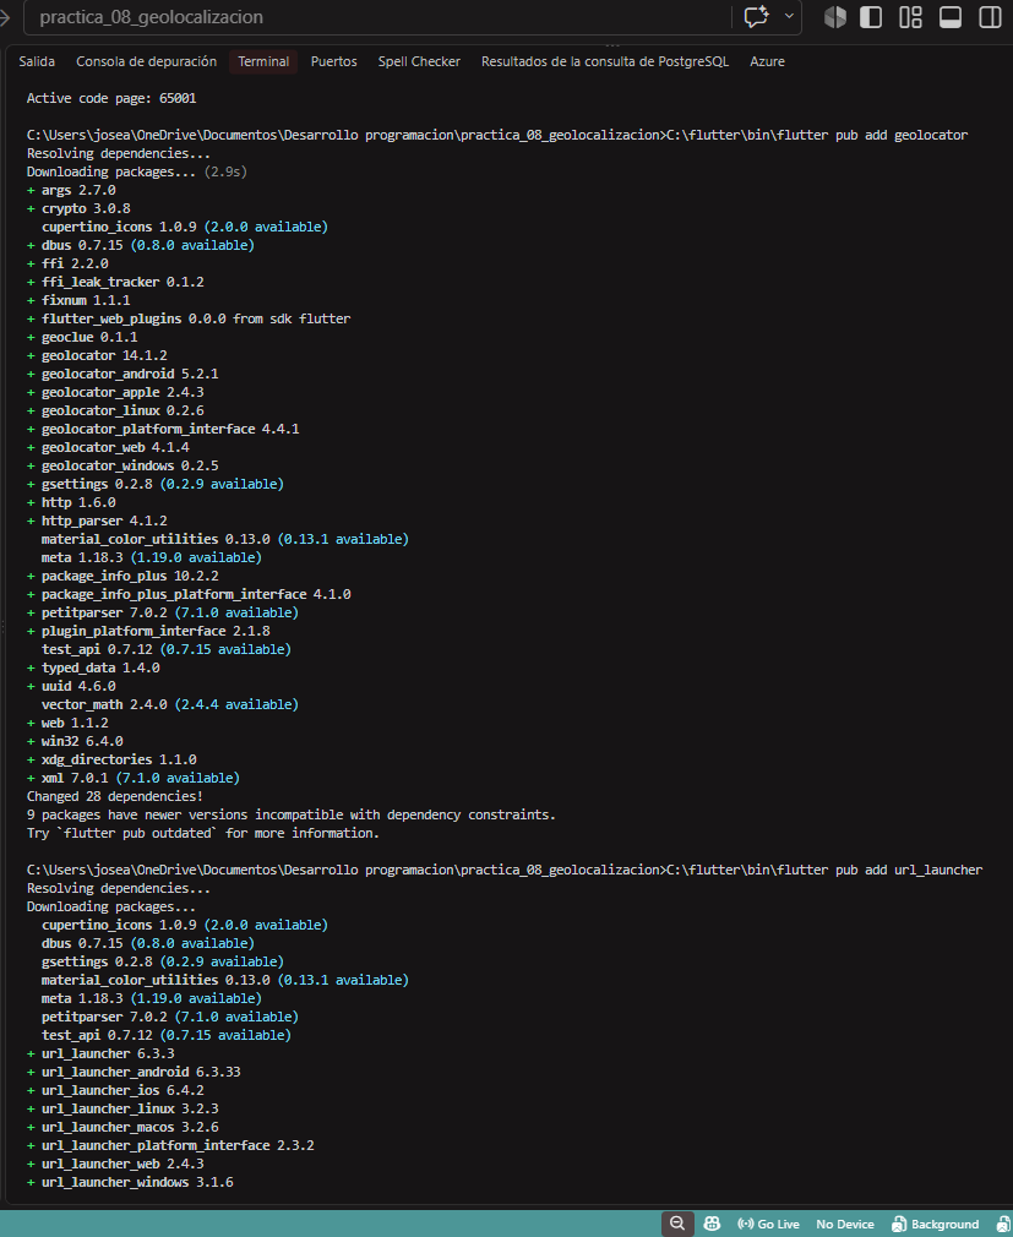 practica_08_geolocalizacion
Salida Consola de depuración Terminal Puertos Spell Checker Resultados de la consulta de PostgreSQL Azure
Active code page: 65001
C:\Users\josea\OneDrive\Documentos\Desarrollo programacion\practica_08_geolocalizacion>C:\flutter\bin\flutter pub add geolocator
Resolving dependencies...
Downloading packages... (2.9s)
+ args 2.7.0
+ crypto 3.0.8
cupertino_icons 1.0.9 (2.0.0 available)
+ dbus 0.7.15 (0.8.0 available)
+ ffi 2.2.0
+ ffi_leak_tracker 0.1.2
+ fixnum 1.1.1
+ flutter_web_plugins 0.0.0 from sdk flutter
+ geoclue 0.1.1
+ geolocator 14.1.2
+ geolocator_android 5.2.1
+ geolocator_apple 2.4.3
+ geolocator_linux 0.2.6
+ geolocator_platform_interface 4.4.1
+ geolocator_web 4.1.4
+ geolocator_windows 0.2.5
+ gsettings 0.2.8 (0.2.9 available)
+ http 1.6.0
+ http_parser 4.1.2
material_color_utilities 0.13.0 (0.13.1 available)
meta 1.18.3 (1.19.0 available)
+ package_info_plus 10.2.2
+ package_info_plus_platform_interface 4.1.0
+ petitparser 7.0.2 (7.1.0 available)
+ plugin_platform_interface 2.1.8
test_api 0.7.12 (0.7.15 available)
+ typed_data 1.4.0
+ uuid 4.6.0
vector_math 2.4.0 (2.4.4 available)
+ web 1.1.2
+ win32 6.4.0
+ xdg_directories 1.1.0
+ xml 7.0.1 (7.1.0 available)
Changed 28 dependencies!
9 packages have newer versions incompatible with dependency constraints.
Try `flutter pub outdated` for more information.
C:\Users\josea\OneDrive\Documentos\Desarrollo programacion\practica_08_geolocalizacion>C:\flutter\bin\flutter pub add url_launcher
Resolving dependencies...
Downloading packages...
cupertino_icons 1.0.9 (2.0.0 available)
dbus 0.7.15 (0.8.0 available)
gsettings 0.2.8 (0.2.9 available)
material_color_utilities 0.13.0 (0.13.1 available)
meta 1.18.3 (1.19.0 available)
petitparser 7.0.2 (7.1.0 available)
test_api 0.7.12 (0.7.15 available)
+ url_launcher 6.3.3
+ url_launcher_android 6.3.33
+ url_launcher_ios 6.4.2
+ url_launcher_linux 3.2.3
+ url_launcher_macos 3.2.6
+ url_launcher_platform_interface 2.3.2
+ url_launcher_web 2.4.3
+ url_launcher_windows 3.1.6
Go Live No Device Background